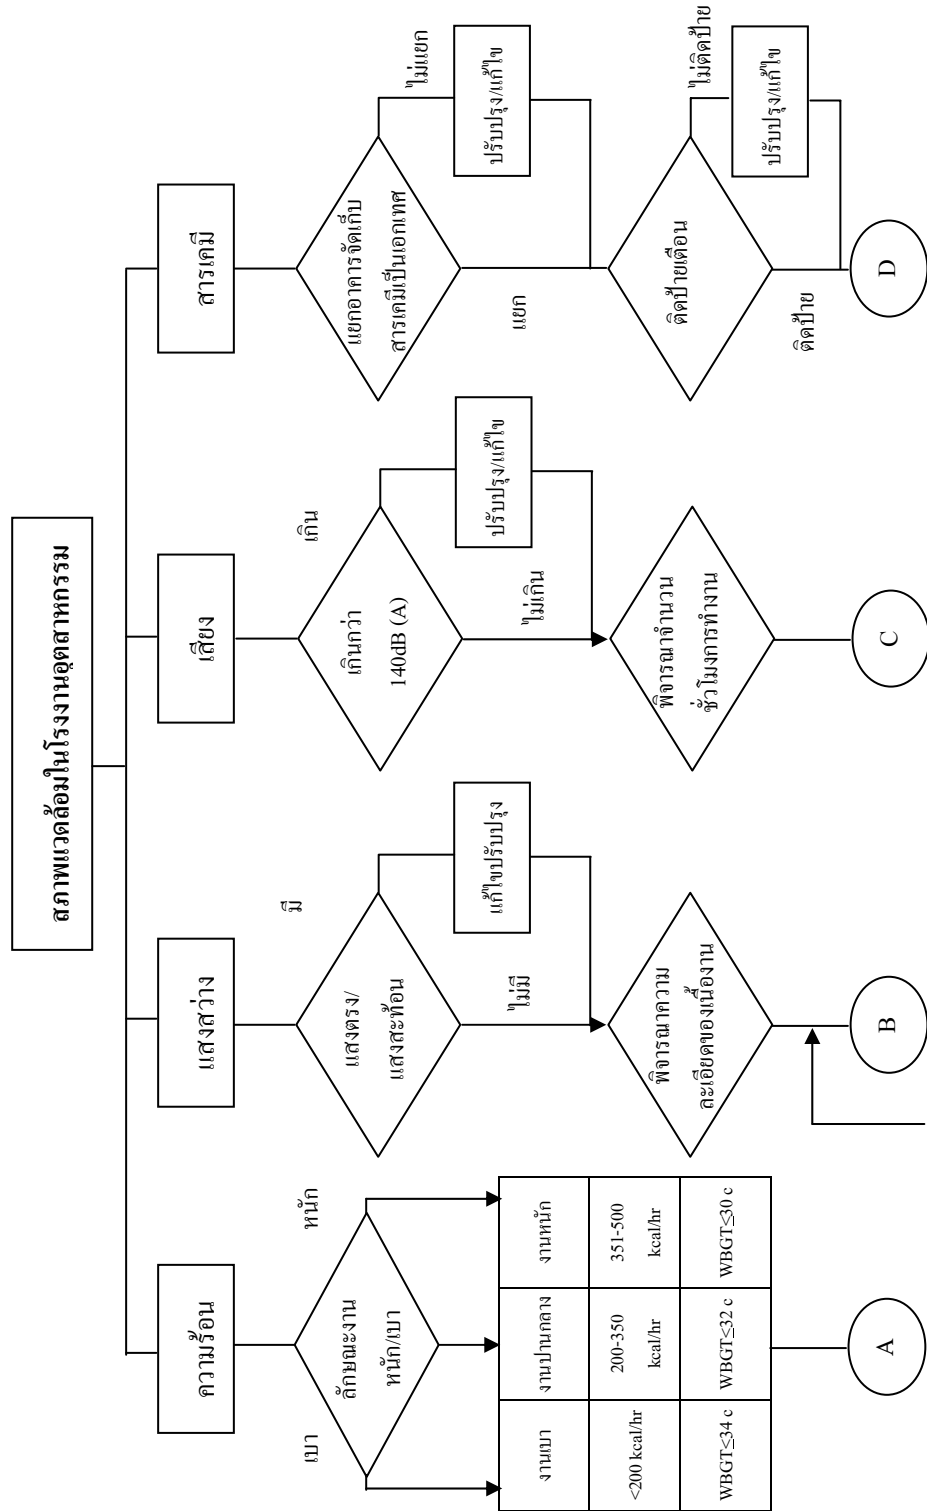 สภาพแวดล้อมในโรงงานอุตสาหกรรม
ความร้อน
แสงสว่าง
เสียง
สารเคมี
ลักษณะงาน
หนัก/เบา
เบา
หนัก
งานเบา
งานปานกลาง
งานหนัก
<200 kcal/hr
200-350
kcal/hr
351-500
kcal/hr
WBGT≤34 c
WBGT≤32 c
WBGT≤30 c
A
แสงตรง/
แสงสะท้อน
มี
แก้ไขปรับปรุง
ไม่มี
พิจารณาความ
ละเอียดของเนื้องาน
B
เกินกว่า
140dB (A)
เกิน
ปรับปรุง/แก้ไข
ไม่เกิน
พิจารณาจำนวน
ชั่วโมงการทำงาน
C
แยกอาคารจัดเก็บ
สารเคมีเป็นเอกเทศ
ไม่แยก
ปรับปรุง/แก้ไข
แยก
ติดป้ายเตือน
ไม่ติดป้าย
ปรับปรุง/แก้ไข
ติดป้าย
D